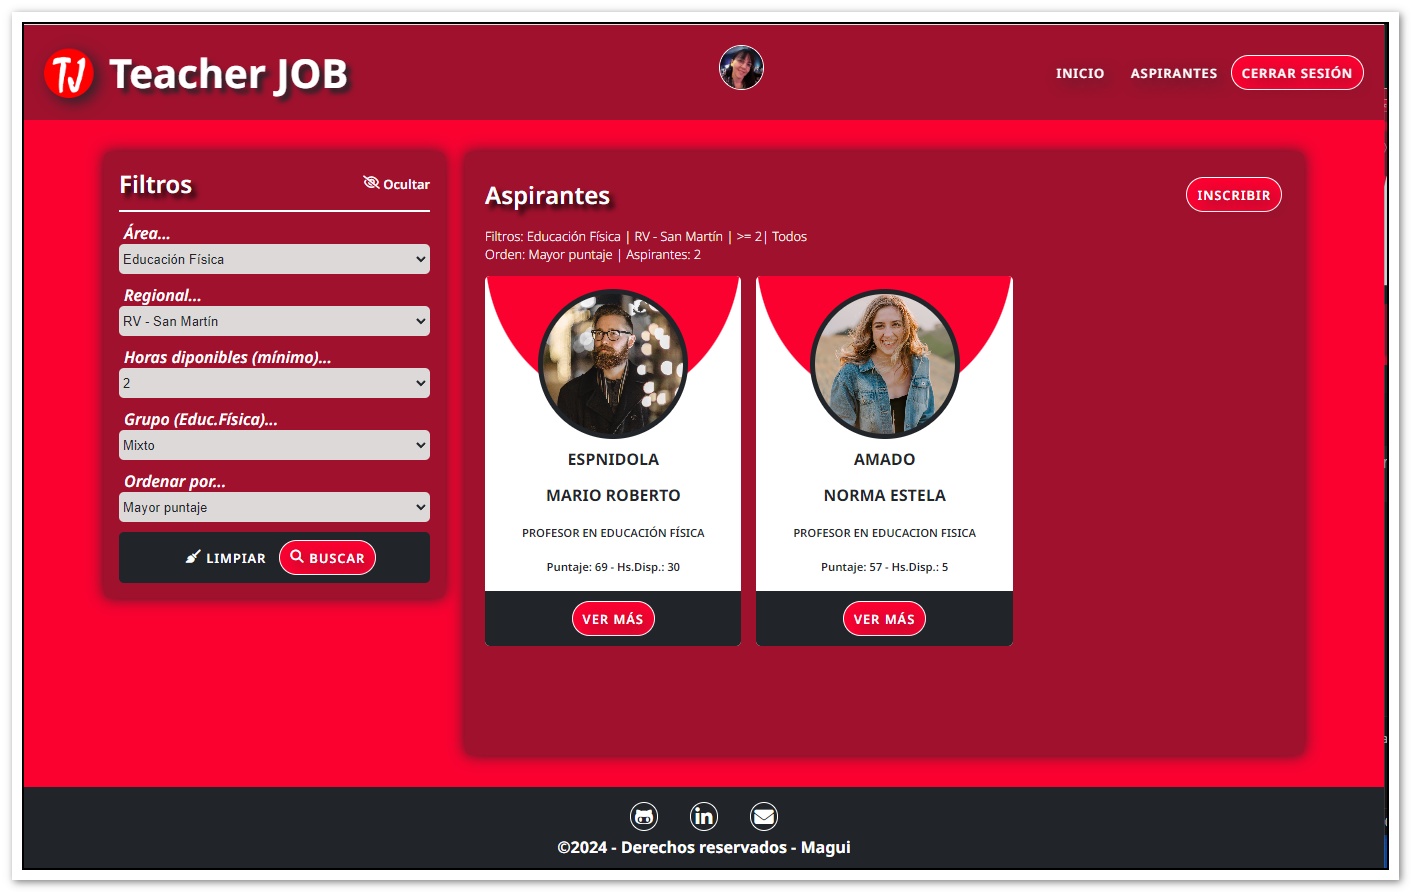 TJ Teacher JOB
INICIO ASPIRANTES CERRAR SESIÓN
Filtros
Ocultar
Área...
Educación Física
Regional...
RV - San Martín
Horas diponibles (mínimo)...
2
Grupo (Educ.Física)...
Mixto
Ordenar por...
Mayor puntaje
LIMPIAR BUSCAR
Aspirantes
INSCRIBIR
Filtros: Educación Física | RV - San Martín | >= 2| Todos
Orden: Mayor puntaje | Aspirantes: 2
ESPNIDOLA
MARIO ROBERTO
PROFESOR EN EDUCACIÓN FÍSICA
Puntaje: 69 - Hs.Disp.: 30
VER MÁS
AMADO
NORMA ESTELA
PROFESOR EN EDUCACION FISICA
Puntaje: 57 - Hs.Disp.: 5
VER MÁS
in
©2024 - Derechos reservados - Magui